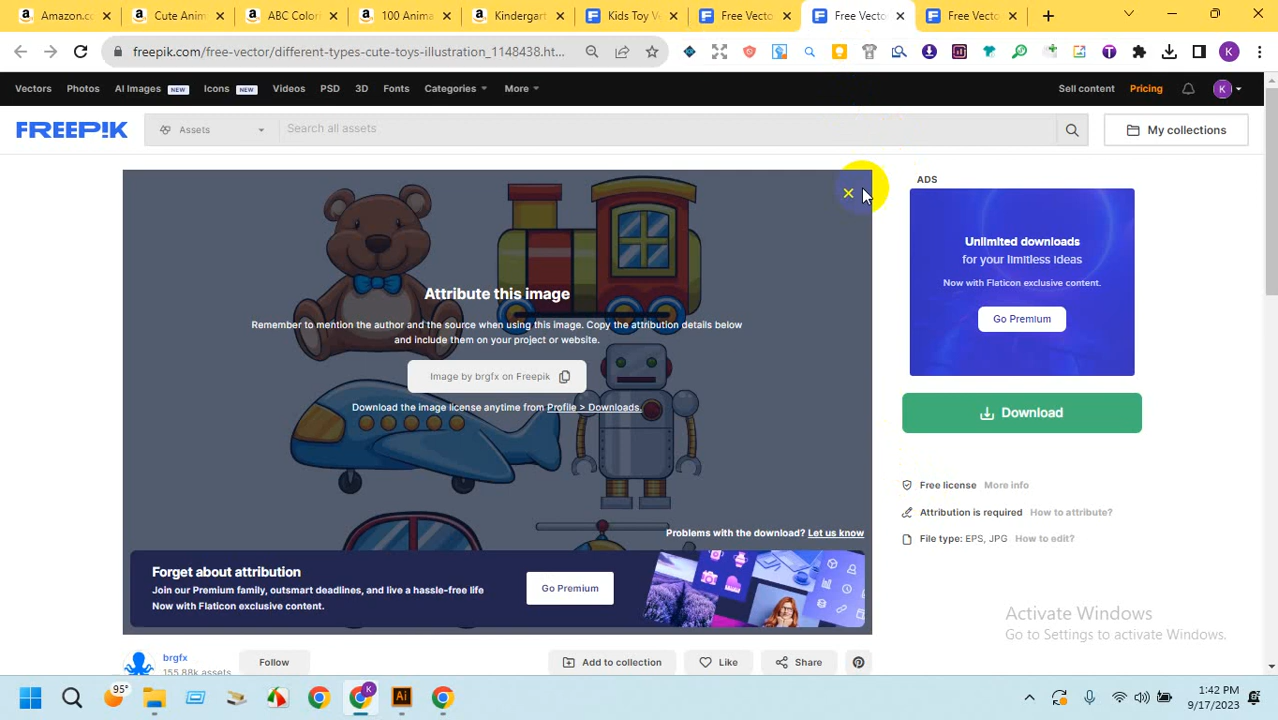 Amazon.co
Cute Anim
ABC Colori
100 Anima
Kindergart
Kids Toy Ve
Free Vecto
Free Vecto
Free Vecto
freepik.com/free-vector/different-types-cute-toys-illustration_1148438.ht...
K
Vectors
Photos
AI Images NEW
Icons NEW
Videos
PSD
3D
Fonts
Categories
More
Sell content
Pricing
K
FREEPIK
Assets
Search all assets
My collections
ADS
Unlimited downloads
for your limitless ideas
Now with Flaticon exclusive content.
Go Premium
Attribute this image
Remember to mention the author and the source when using this image. Copy the attribution details below
and include them on your project or website.
Image by brgfx on Freepik
Download the image license anytime from Profile > Downloads.
Download
Free license More info
Attribution is required How to attribute?
File type: EPS, JPG How to edit?
Problems with the download? Let us know
Forget about attribution
Join our Premium family, outsmart deadlines, and live a hassle-free life
Now with Flaticon exclusive content.
Go Premium
Activate Windows
Go to Settings to activate Windows.
brgfx
155.88k assets
Follow
Add to collection
Like
Share
95°
K
Ai
1:42 PM
9/17/2023